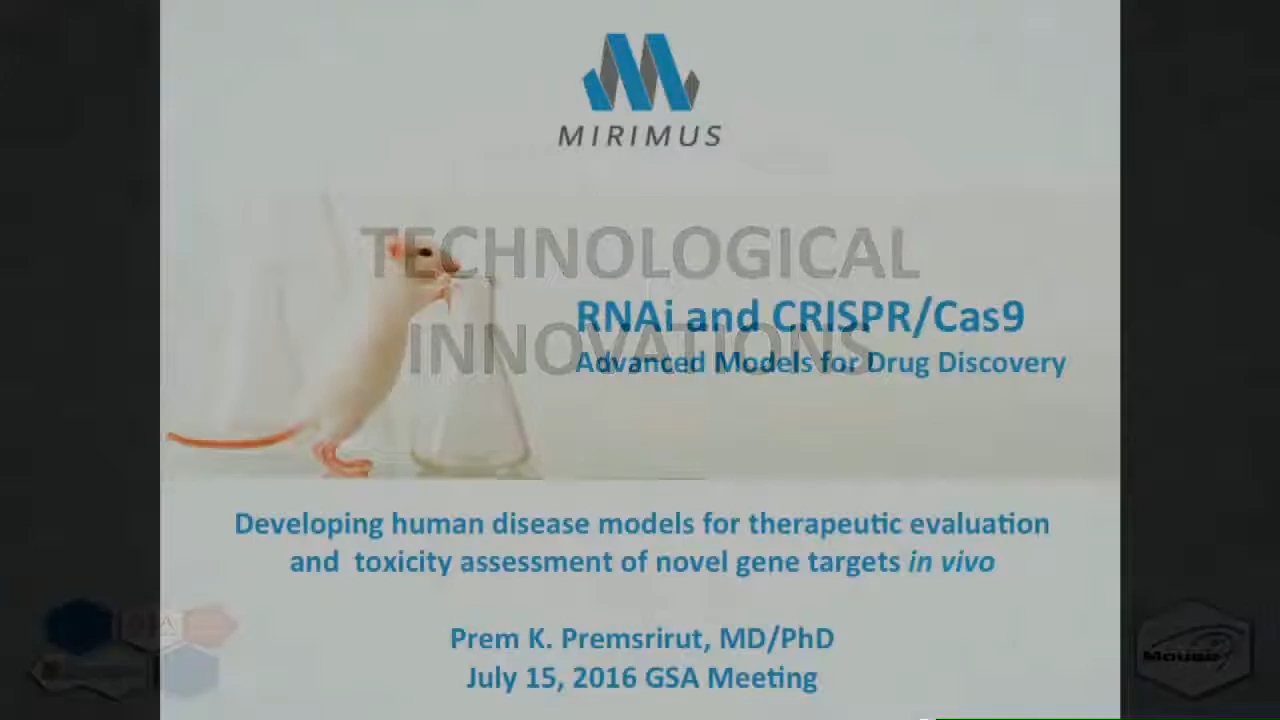 MIRIMUS
TECHNOLOGICAL
INNOVATIONS
RNAi and CRISPR/Cas9
Advanced Models for Drug Discovery
Developing human disease models for therapeutic evaluation
and toxicity assessment of novel gene targets in vivo
Prem K. Premsrirut, MD/PhD
July 15, 2016 GSA Meeting
Mouse